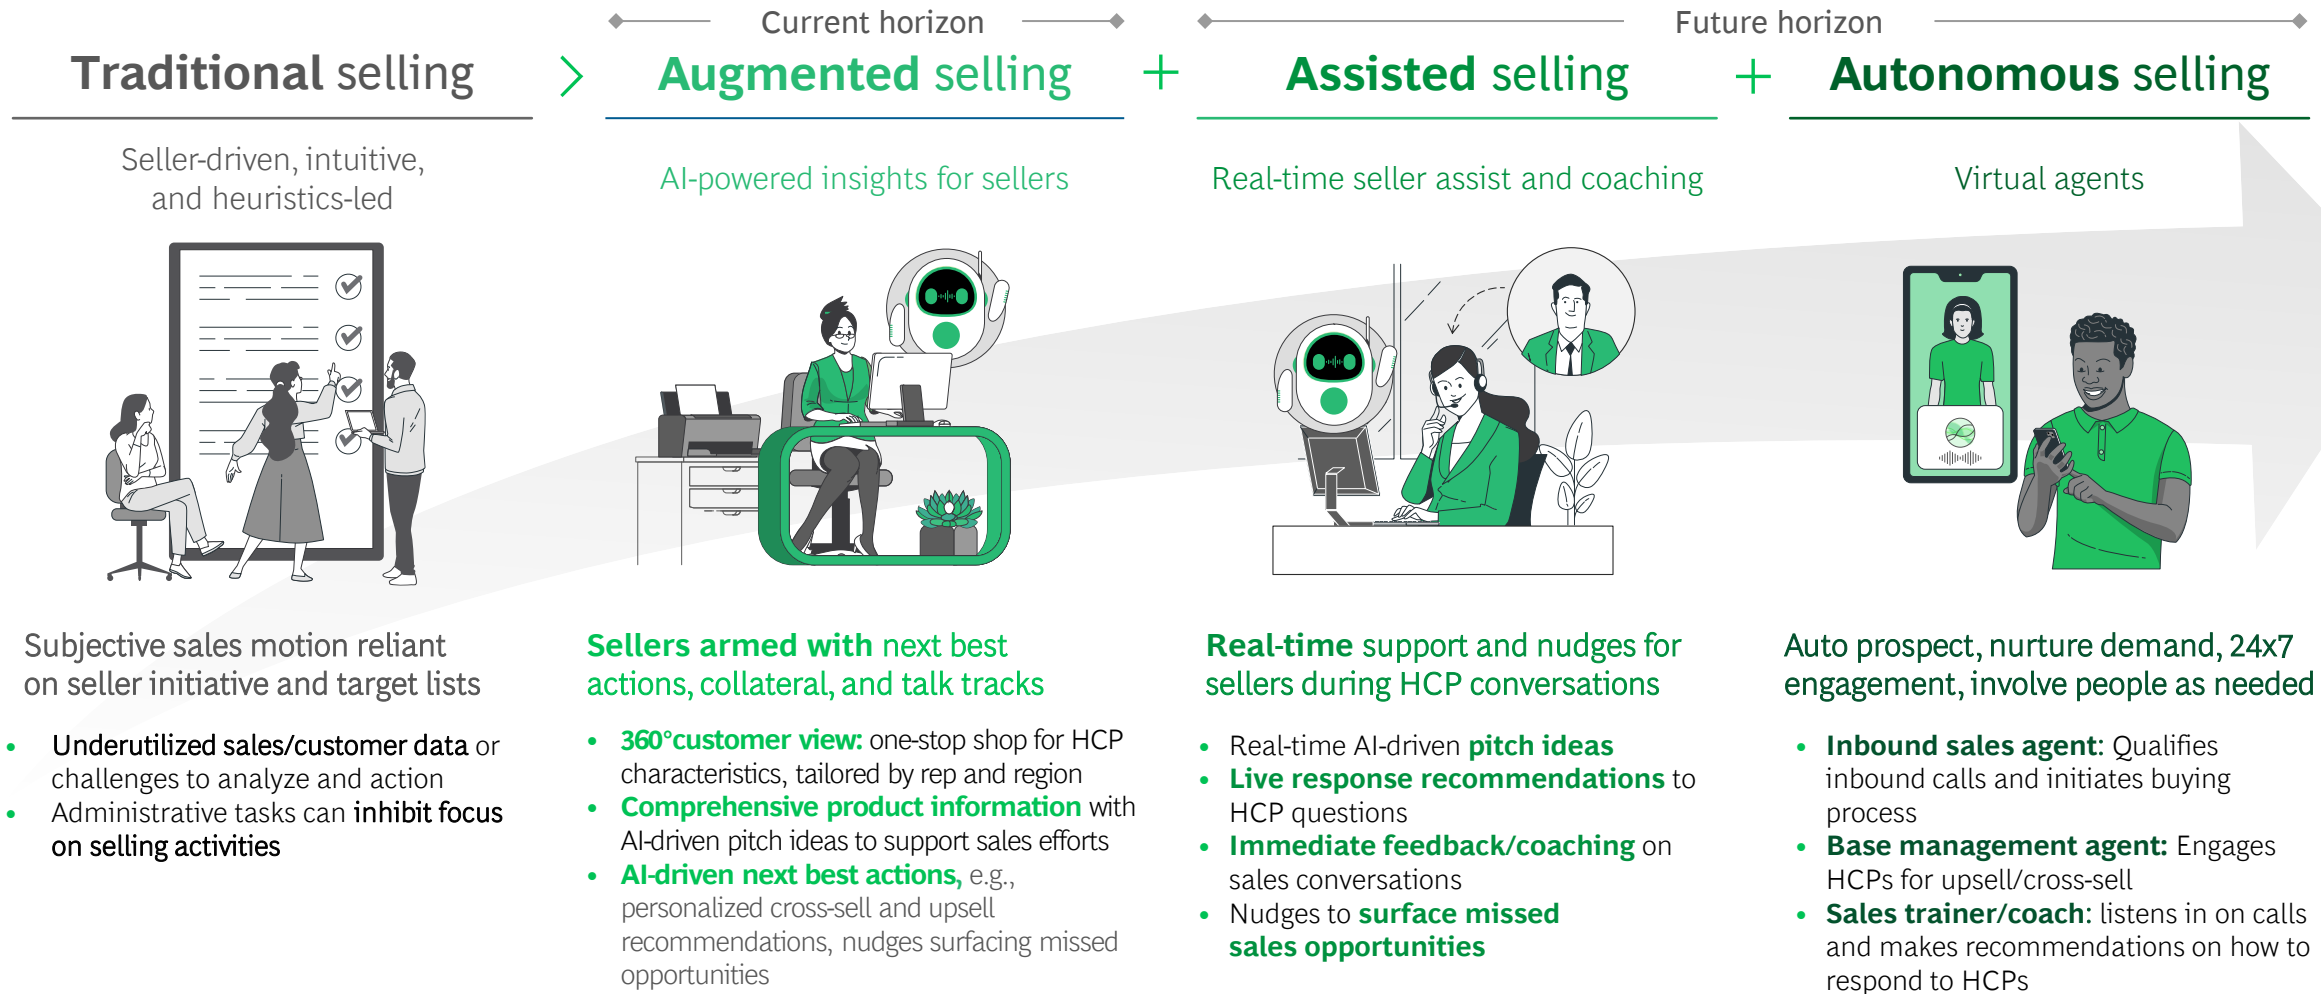 Current horizon
Future horizon
Traditional selling
>
Augmented selling
+
Assisted selling
+
Autonomous selling
Seller-driven, intuitive,
and heuristics-led
AI-powered insights for sellers
Real-time seller assist and coaching
Virtual agents
Subjective sales motion reliant
on seller initiative and target lists
• Underutilized sales/customer data or
challenges to analyze and action
• Administrative tasks can inhibit focus
on selling activities
Sellers armed with next best
actions, collateral, and talk tracks
• 360°customer view: one-stop shop for HCP
characteristics, tailored by rep and region
• Comprehensive product information with
AI-driven pitch ideas to support sales efforts
• AI-driven next best actions, e.g.,
personalized cross-sell and upsell
recommendations, nudges surfacing missed
opportunities
Real-time support and nudges for
sellers during HCP conversations
• Real-time AI-driven pitch ideas
• Live response recommendations to
HCP questions
• Immediate feedback/coaching on
sales conversations
• Nudges to surface missed
sales opportunities
Auto prospect, nurture demand, 24x7
engagement, involve people as needed
• Inbound sales agent: Qualifies
inbound calls and initiates buying
process
• Base management agent: Engages
HCPs for upsell/cross-sell
• Sales trainer/coach: listens in on calls
and makes recommendations on how to
respond to HCPs